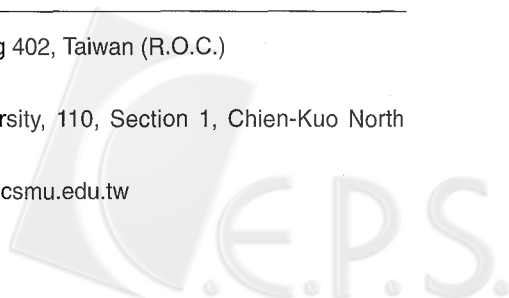 g 402, Taiwan (R.O.C.)
rsity, 110, Section 1, Chien-Kuo North
csmu.edu.tw
C.E.P.S.